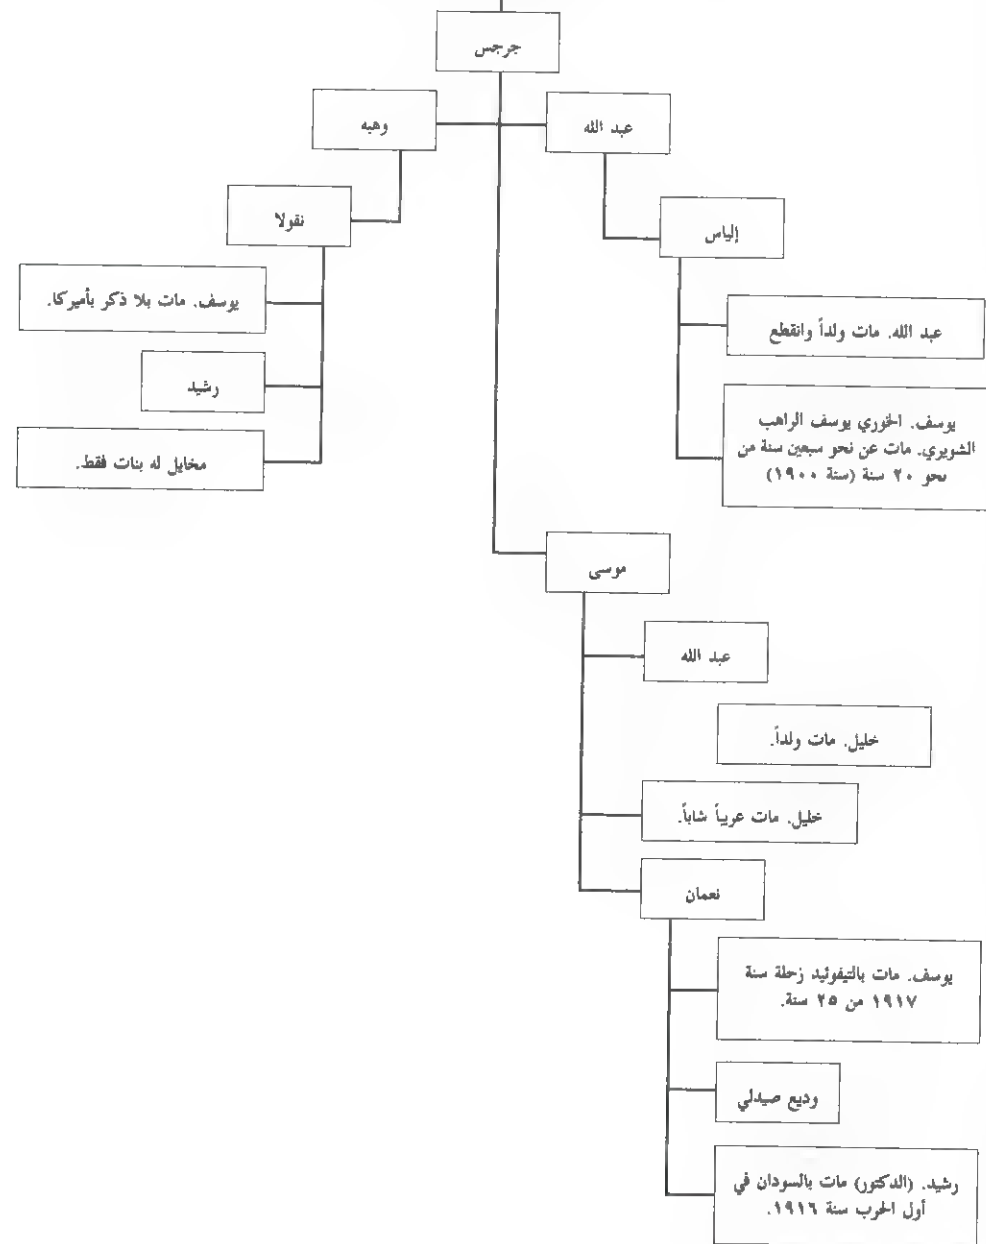 جرجس
عبد الله
وهبه
إلياس
نقولا
عبد الله. مات ولداً وانقطع
يوسف. الخوري يوسف الراهب
الشويري. مات عن نحو سبعين سنة من
نحو ٢٠ سنة (سنة ١٩٠٠)
يوسف. مات بلا ذكر بأميركا.
رشيد
مخايل له بنات فقط.
موسى
عبد الله
خليل. مات ولداً.
خليل. مات عريباً شاباً.
نعمان
يوسف. مات بالتيفوئيد زحلة سنة
١٩١٧ من ٢٥ سنة.
وديع صيدلي
رشيد. (الدكتور) مات بالسودان في
أول الحرب سنة ١٩١٦.